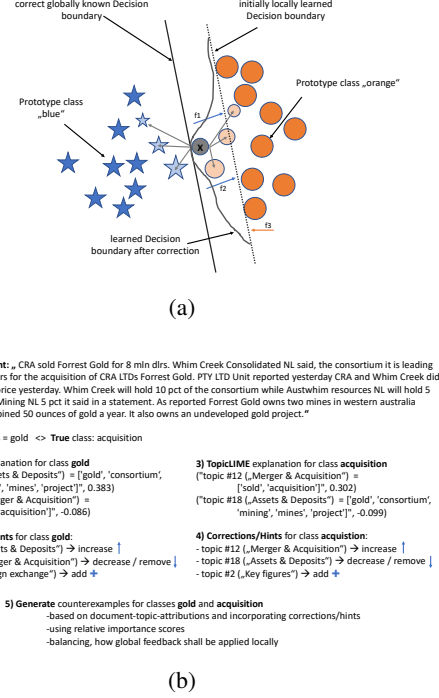 correct globally known Decision
boundary
initially locally learned
Decision boundary
Prototype class
„blue“
Prototype class „orange“
f1
x
f2
f3
learned Decision
boundary after correction
(a)
nt: „ CRA sold Forrest Gold for 8 mln dlrs. Whim Creek Consolidated NL said, the consortium it is leading
rs for the acquisition of CRA LTDs Forrest Gold. PTY LTD Unit reported yesterday CRA and Whim Creek did
rice yesterday. Whim Creek will hold 10 pct of the consortium while Austwhim resources NL will hold 5
Mining NL 5 pct it said in a statement. As reported Forrest Gold owns two mines in western australia
bined 50 ounces of gold a year. It also owns an undeveloped gold project.“
= gold <> True class: acquisition
anation for class gold
ets & Deposits“) = ['gold', 'consortium‘,
', 'mines', 'project']", 0.383)
rger & Acquisition“) =
acquisition']", -0.086)
3) TopicLIME explanation for class acquisition
("topic #12 („Merger & Acquisition“) =
['sold', 'acquisition']", 0.302)
("topic #18 („Assets & Deposits“) = ['gold', 'consortium‘,
'mining', 'mines', 'project']", -0.099)
nts for class gold:
ts & Deposits“) → increase ↑
& Acquisition“) → decrease / remove ↓
gn exchange“) → add +
4) Corrections/Hints for class acquistion:
- topic #12 („Merger & Acquisition“) → increase ↑
- topic #18 („Assets & Deposits“) → decrease / remove ↓
- topic #2 („Key figures“) → add +
5) Generate counterexamples for classes gold and acquisition
-based on document-topic-attributions and incorporating corrections/hints
-using relative importance scores
-balancing, how global feedback shall be applied locally
(b)